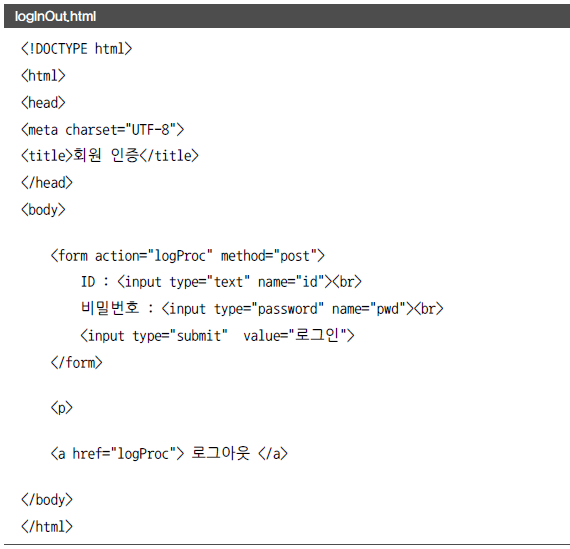 logInOut.html
<!DOCTYPE html>
<html>
<head>
<meta charset="UTF-8">
<title>회원 인증</title>
</head>
<body>
<form action="logProc" method="post">
ID : <input type="text" name="id"><br>
비밀번호 : <input type="password" name="pwd"><br>
<input type="submit"  value="로그인">
</form>
<p>
<a href="logProc"> 로그아웃 </a>
</body>
</html>